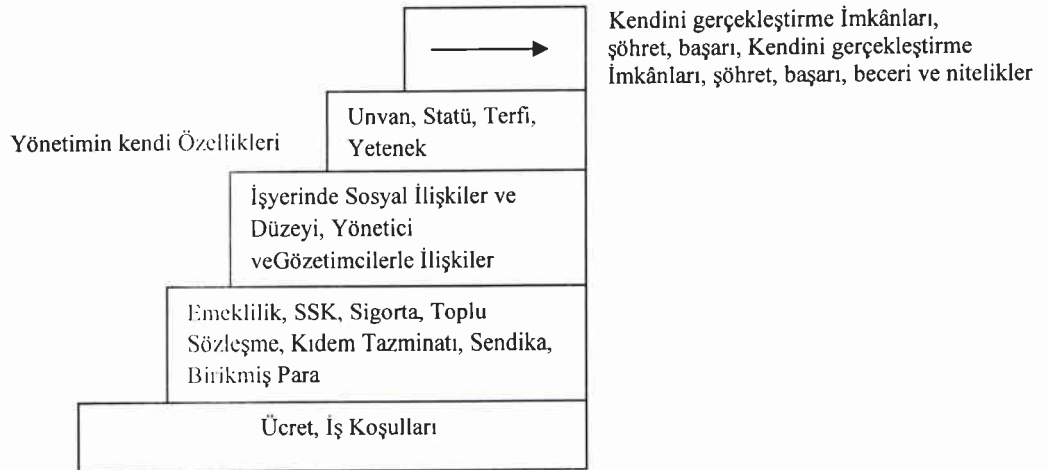 Kendini gerçekleştirme İmkânları,
şöhret, başarı, Kendini gerçekleştirme
İmkânları, şöhret, başarı, beceri ve nitelikler
Unvan, Statü, Terfi,
Yetenek
Yönetimin kendi Özellikleri
İşyerinde Sosyal İlişkiler ve
Düzeyi, Yönetici
veGözetimcilerle İlişkiler
Emeklilik, SSK, Sigorta, Toplu
Sözleşme, Kıdem Tazminatı, Sendika,
Birikmiş Para
Ücret, İş Koşulları